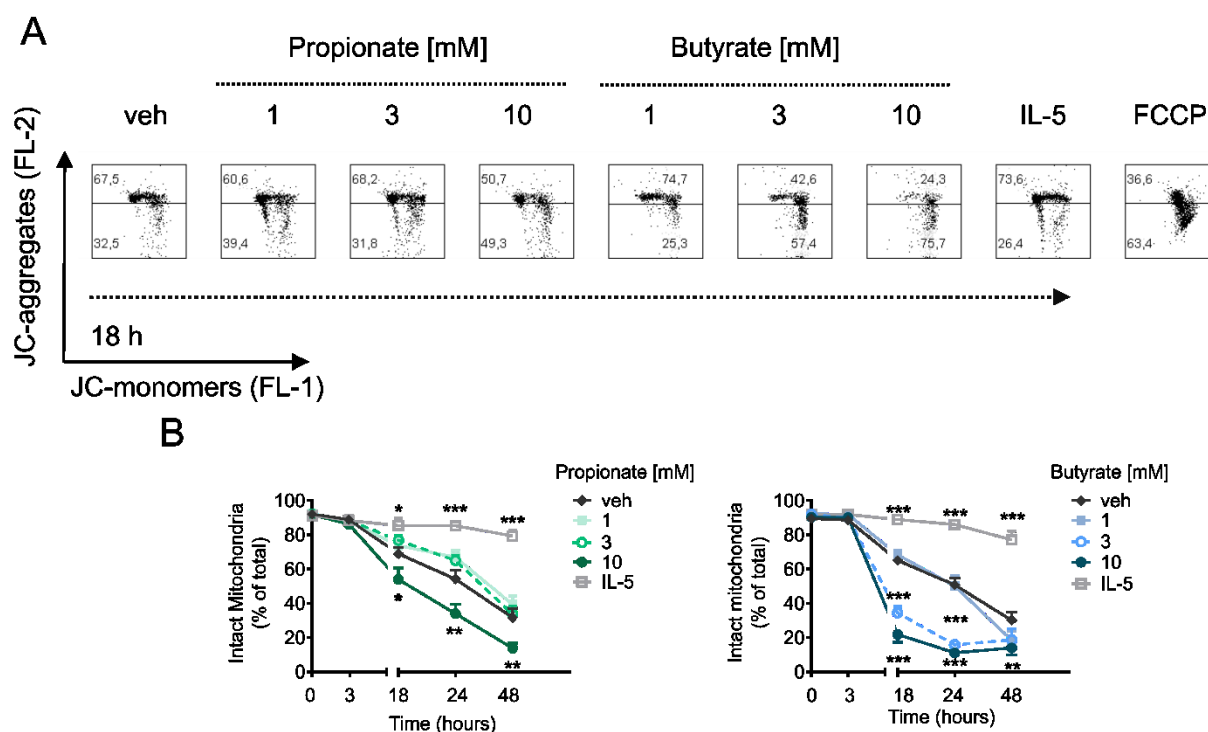 A
Propionate [mM] Butyrate [mM]
veh 1 3 10 1 3 10 IL-5 FCCP
JC-aggregates (FL-2)
67,5 60,6 68,2 50,7 74,7 42,6 24,3 73,6 36,6
32,5 39,4 31,8 49,3 25,3 57,4 75,7 26,4 63,4
18 h
JC-monomers (FL-1)
B
Intact Mitochondria
(% of total)
100
80
60
40
20
0
* *** ***
* ** **
0 3 18 24 48
Time (hours)
Propionate [mM]
veh
1
3
10
IL-5
Intact mitochondria
(% of total)
100
80
60
40
20
0
*** *** ***
*** ***
*** *** **
0 3 18 24 48
Time (hours)
Butyrate [mM]
veh
1
3
10
IL-5